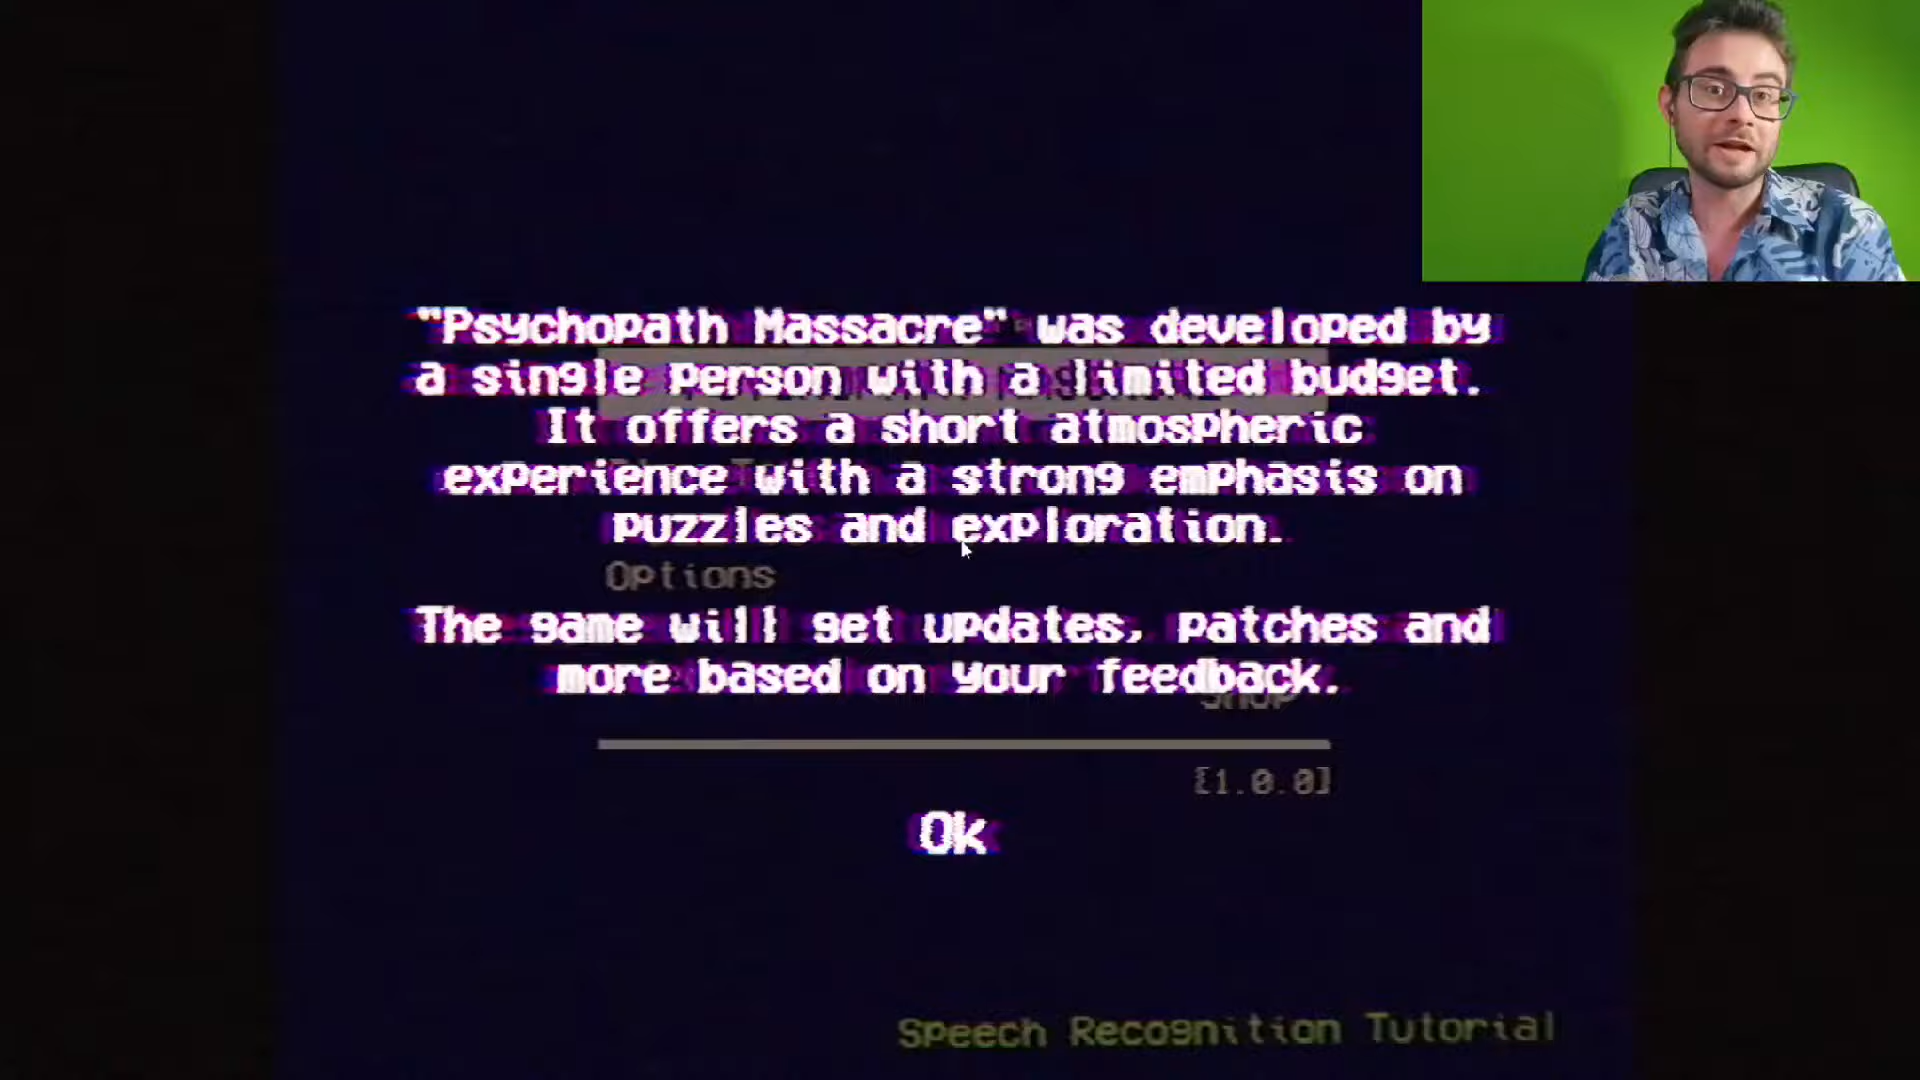 "Psychopath Massacre" was developed by
a single person with a limited budget.
It offers a short atmospheric
experience with a strong emphasis on
puzzles and exploration.
Options
The game will get updates, patches and
more based on your feedback.
Shop
[1.0.0]
Ok
Speech Recognition Tutorial